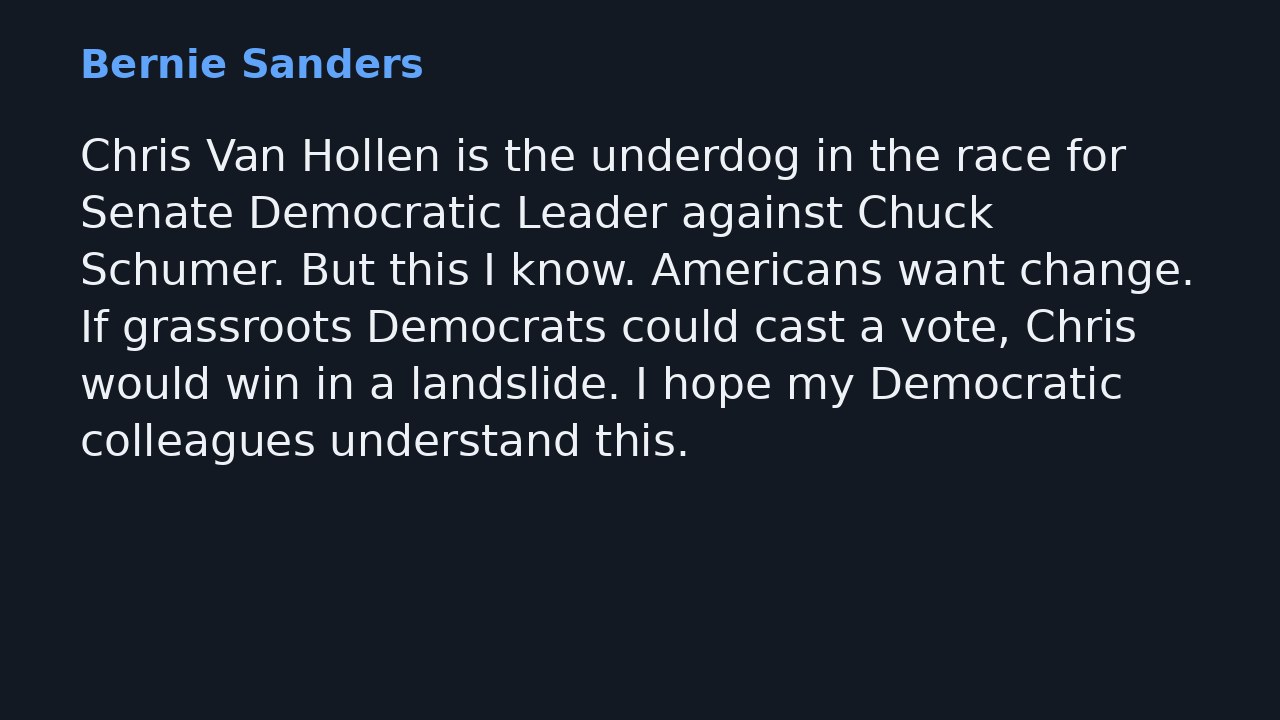 Bernie Sanders
Chris Van Hollen is the underdog in the race for
Senate Democratic Leader against Chuck
Schumer. But this I know. Americans want change.
If grassroots Democrats could cast a vote, Chris
would win in a landslide. I hope my Democratic
colleagues understand this.